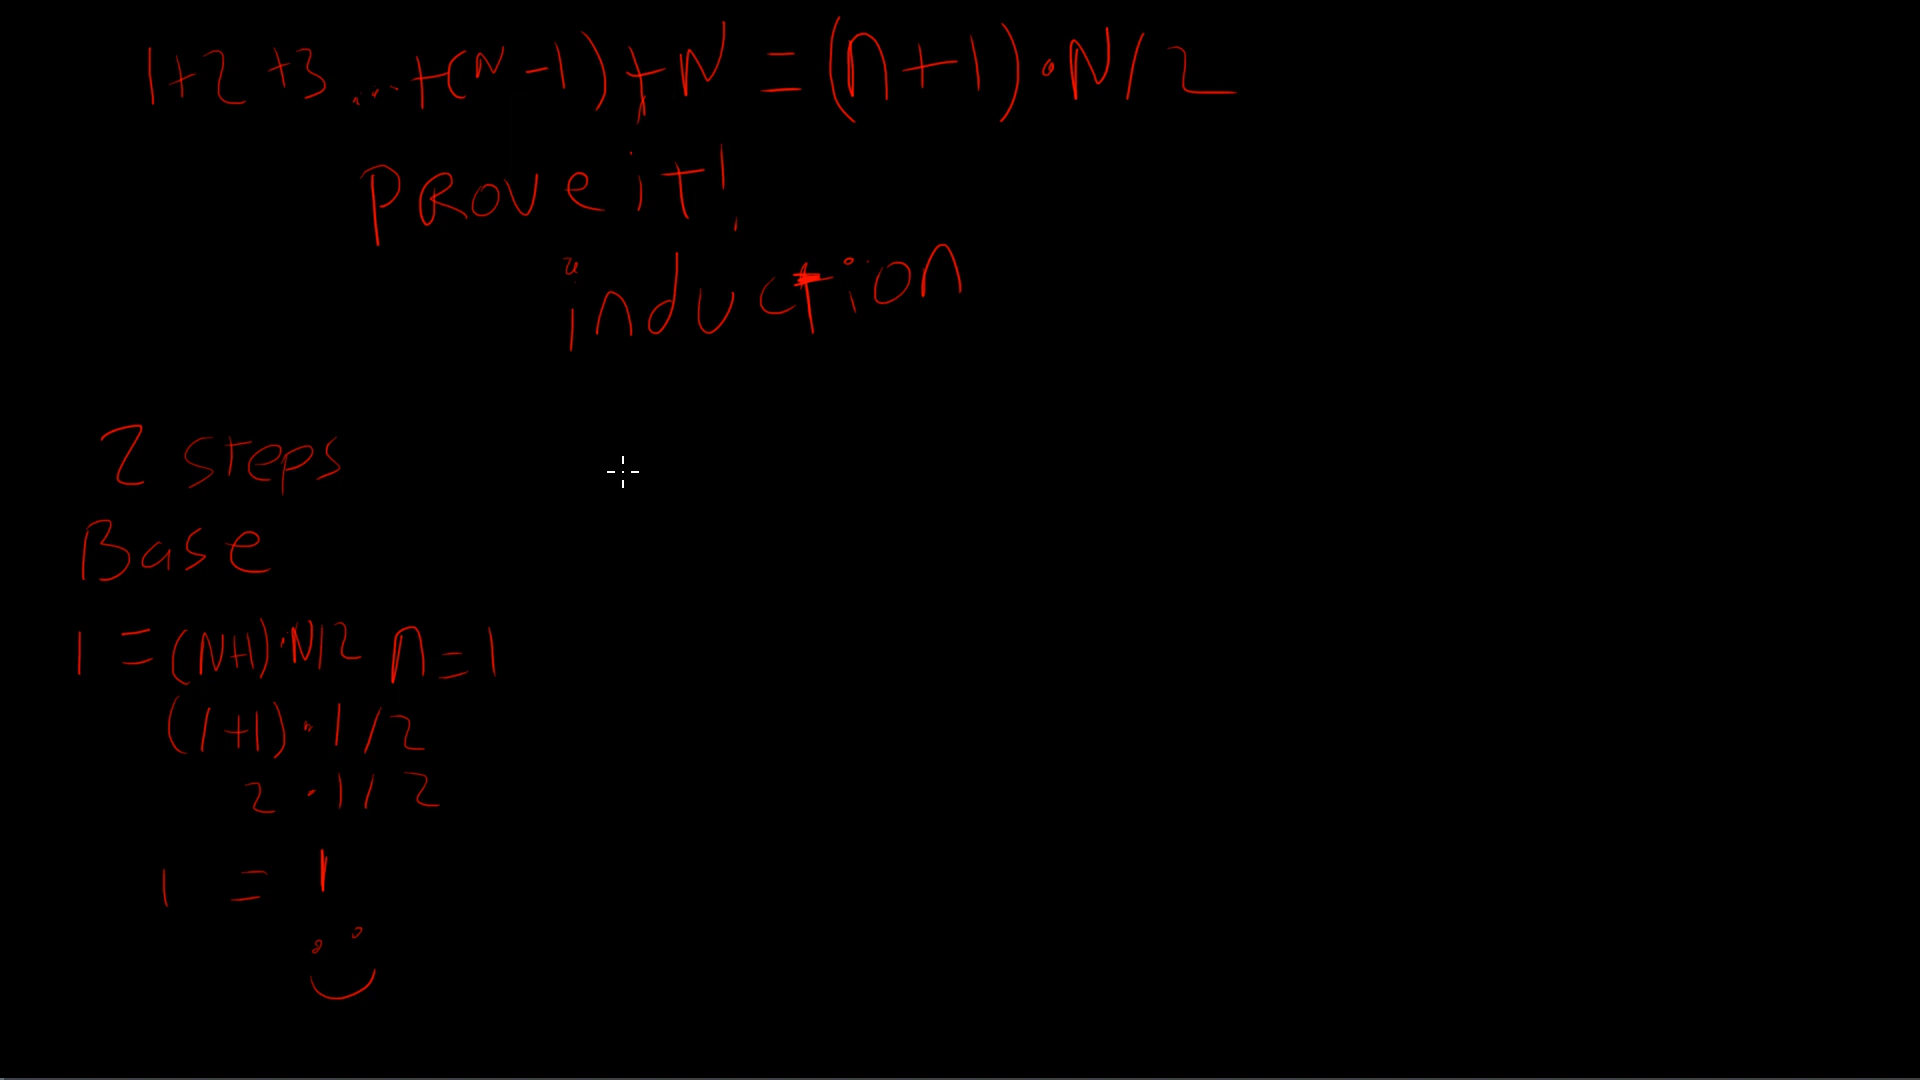 1+2+3...+(N-1)+N=(n+1)·N/2
PROVE it!
induction
2 steps
Base
1=(N+1)·N/2 n=1
(1+1)·1/2
2·1/2
1 = 1